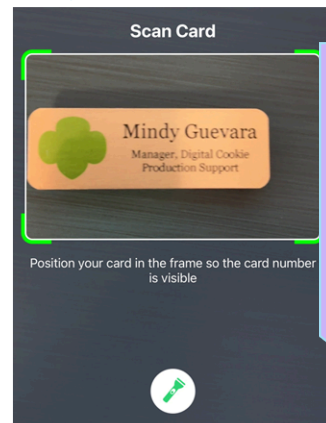 Scan Card
Mindy Guevara
Manager, Digital Cookie
Production Support
Position your card in the frame so the card number
is visible